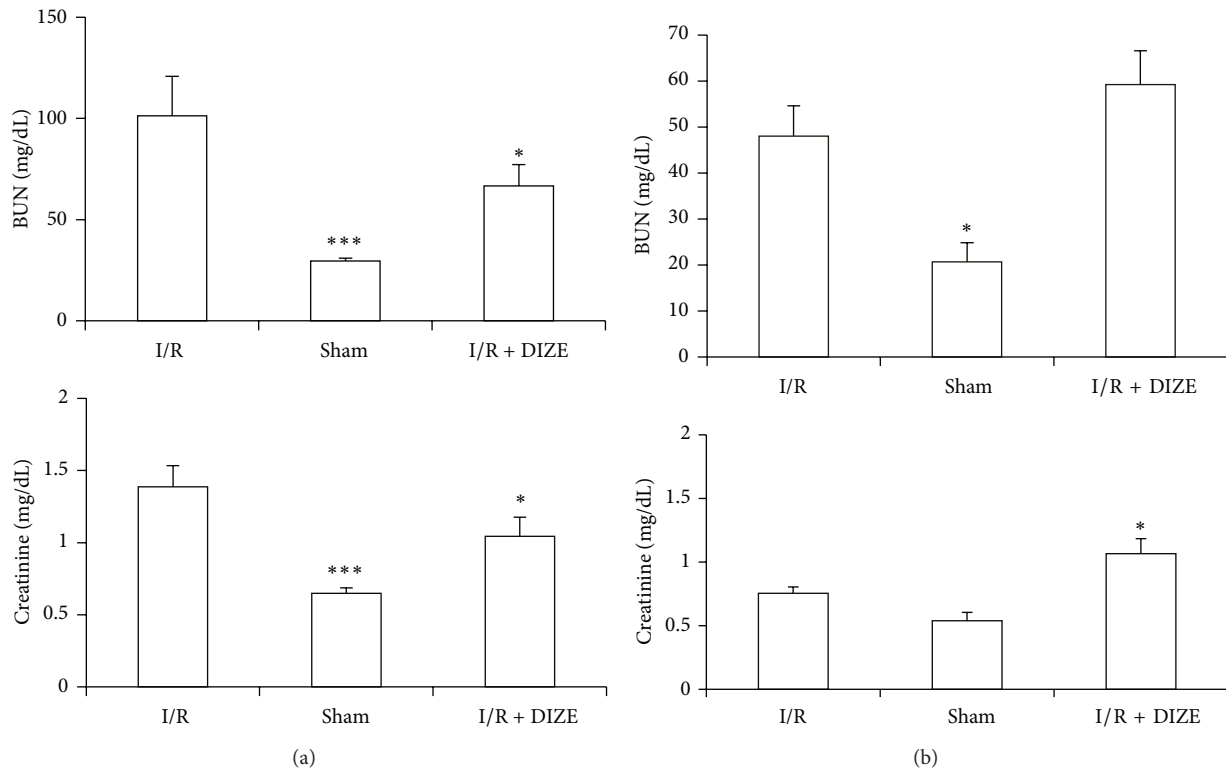 BUN (mg/dL)
150
100
50
0
*
***
I/R Sham I/R + DIZE
Creatinine (mg/dL)
2
1.5
1
0.5
0
*
***
I/R Sham I/R + DIZE
(a)
BUN (mg/dL)
70
60
50
40
30
20
10
0
*
I/R Sham I/R + DIZE
Creatinine (mg/dL)
2
1.5
1
0.5
0
*
I/R Sham I/R + DIZE
(b)